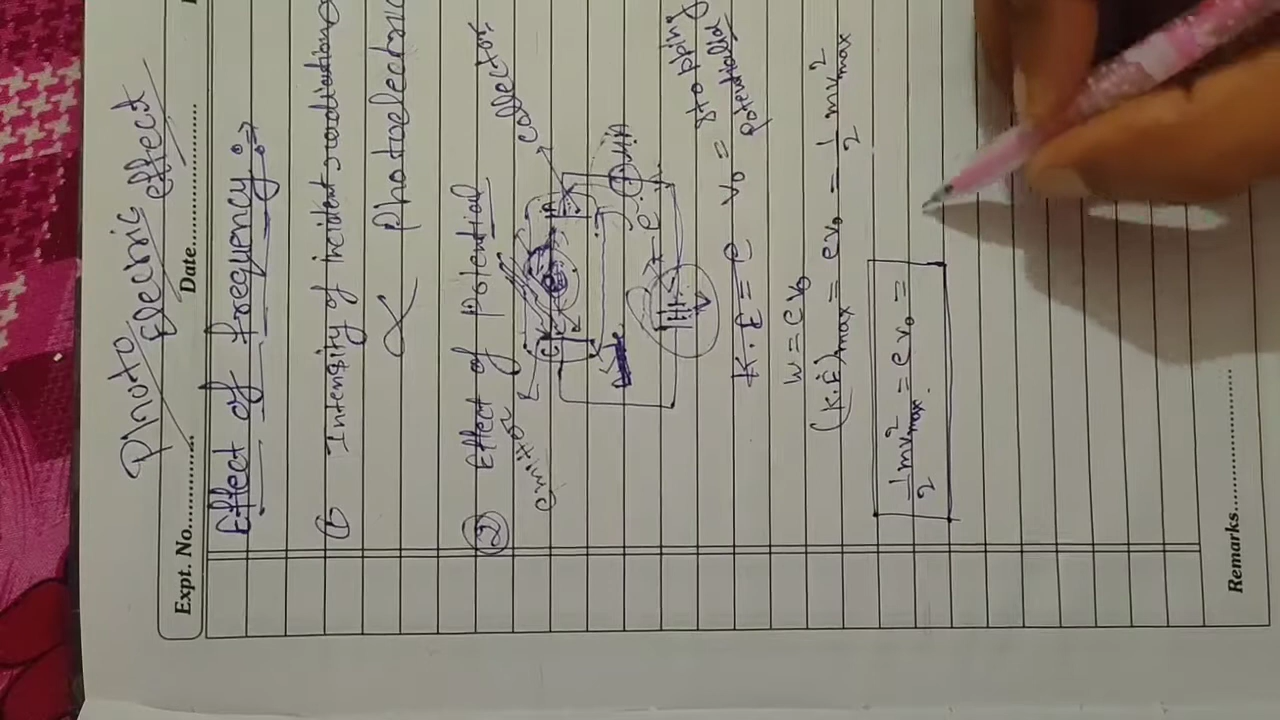 Photo Electric effect
Expt. No. Date
Effect of frequency :⇒
① Intensity of incident radiation
∝ photoelectric
② Effect of potential
emitter collector
C A
μA
V
K.E = e V₀ = stopping
potential
W = eV₀
(K.E)max = eV₀ = 1/2 mv²max
1/2 mv²max = eV₀ =
Remarks